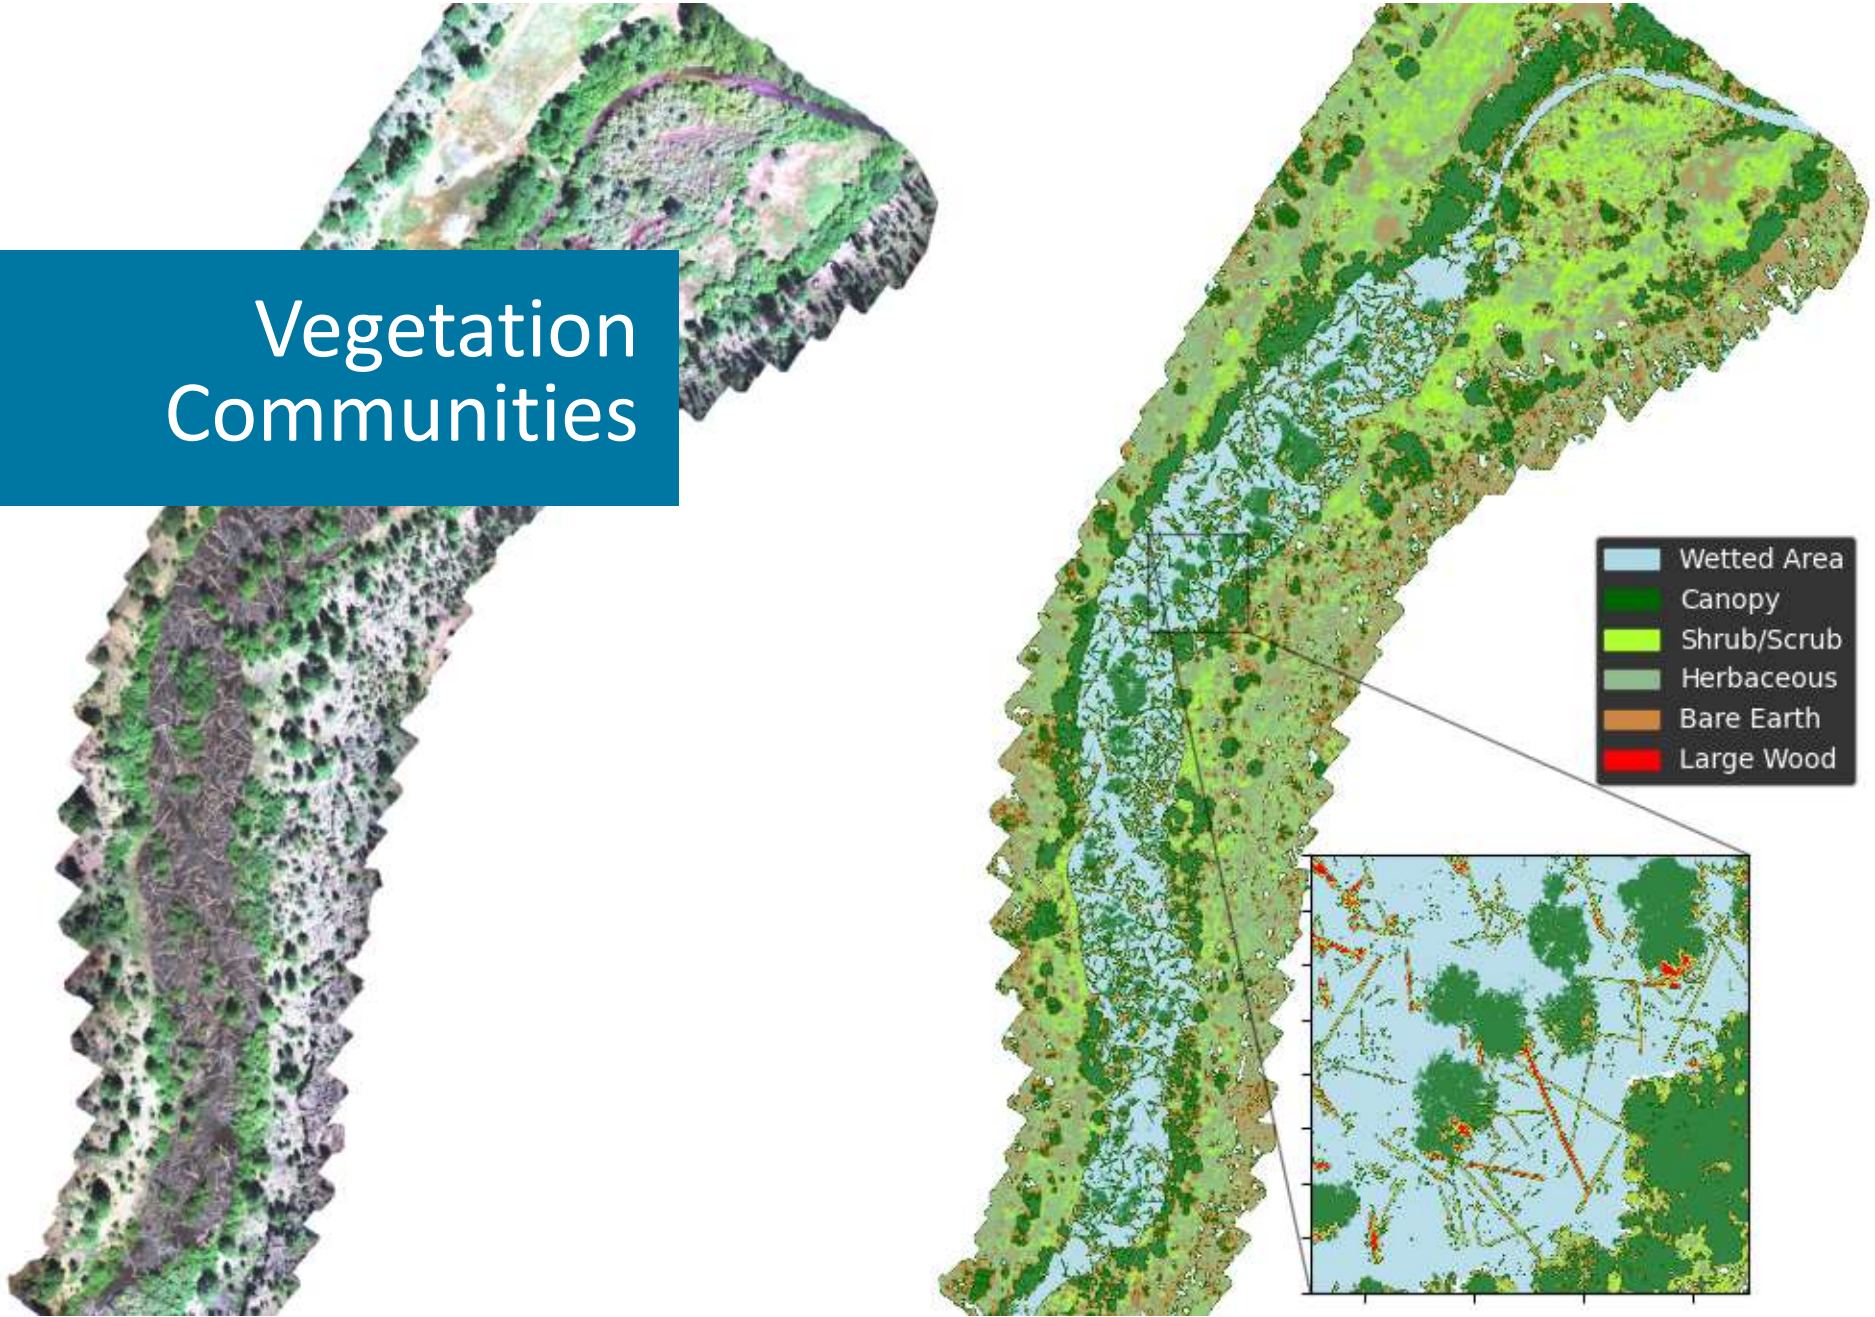 Vegetation
Communities
Wetted Area
Canopy
Shrub/Scrub
Herbaceous
Bare Earth
Large Wood